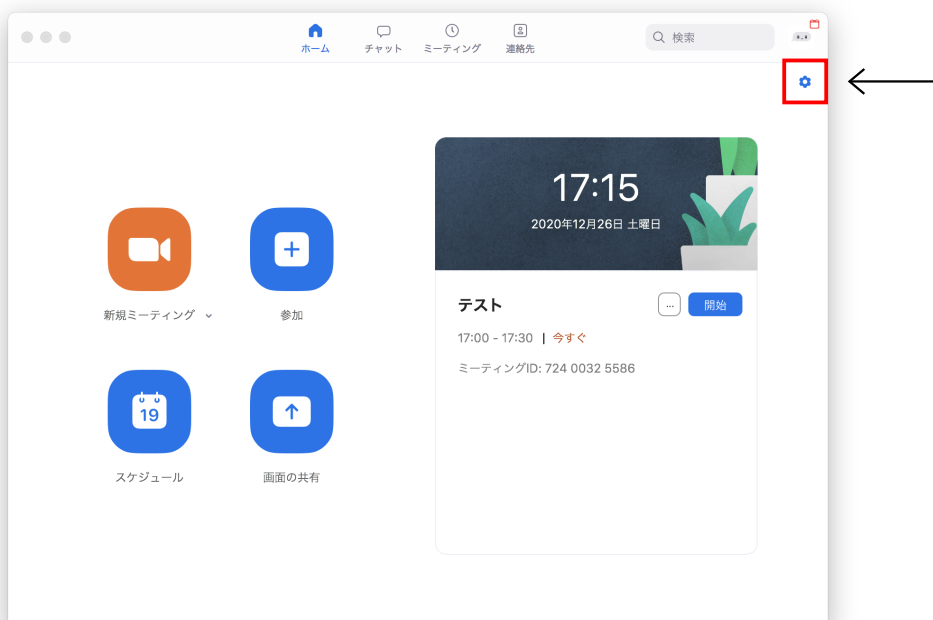 ホーム
チャット
ミーティング
連絡先
検索
17:15
2020年12月26日 土曜日
新規ミーティング
参加
テスト
...
開始
17:00 - 17:30 | 今すぐ
ミーティングID: 724 0032 5586
19
スケジュール
画面の共有